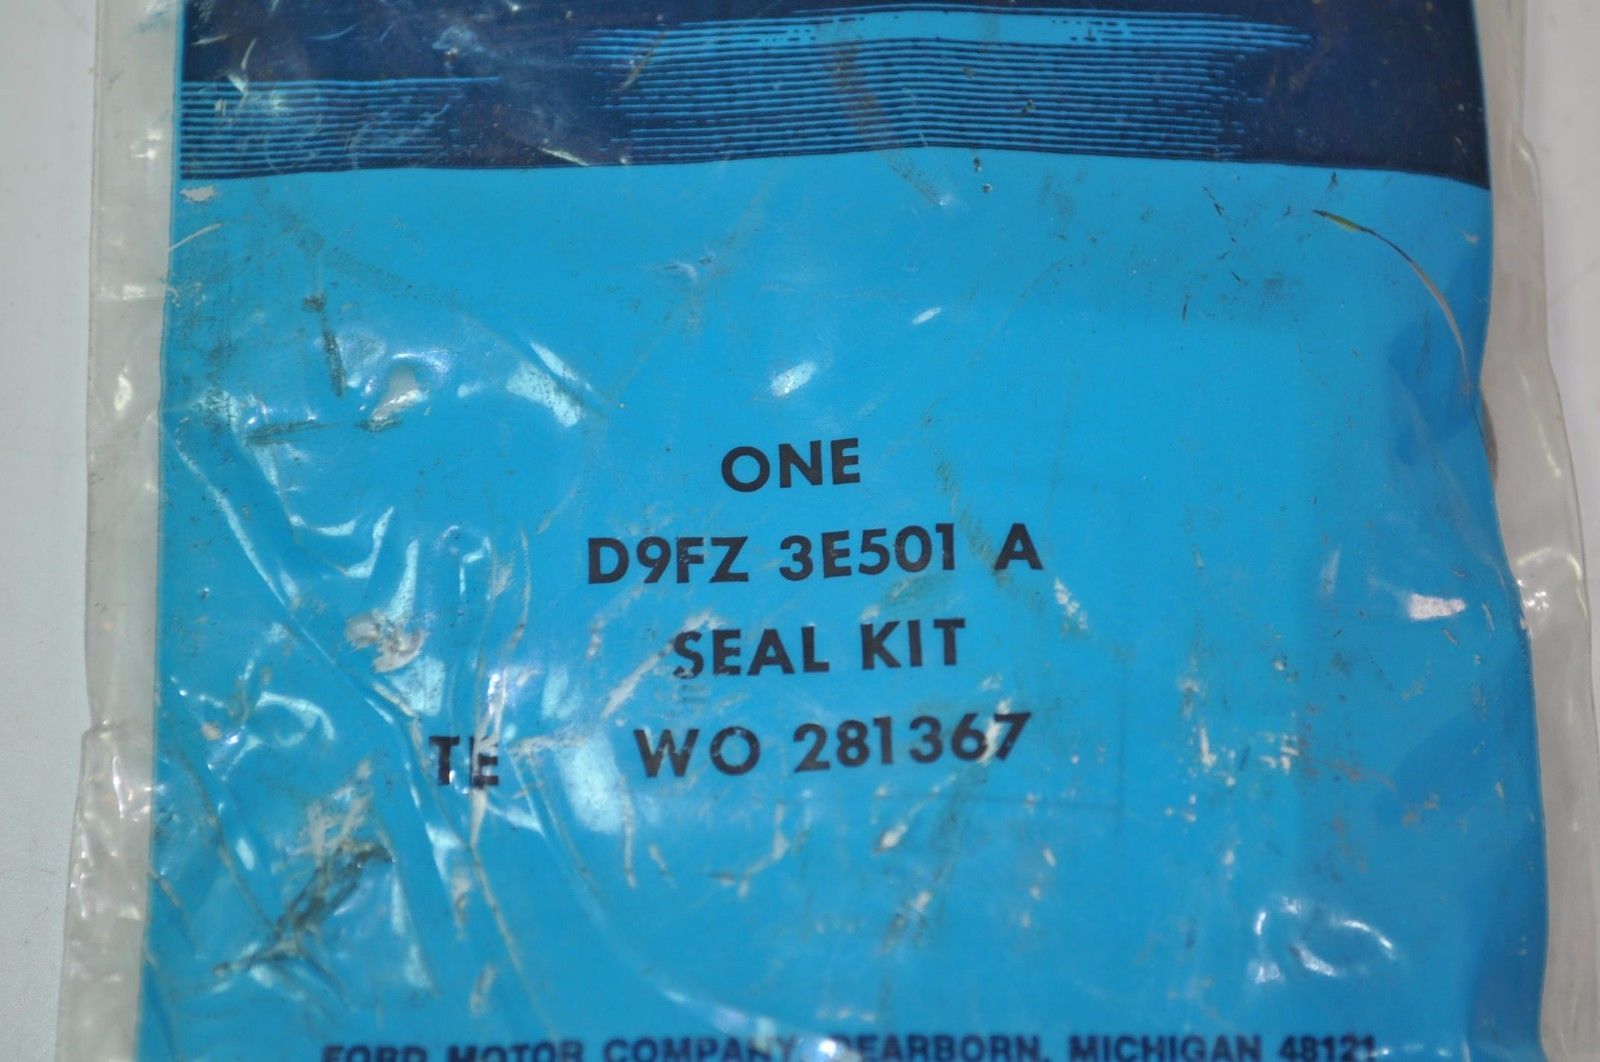 ONE
D9FZ 3E501 A
SEAL KIT
TE WO 281367
FORD MOTOR COMPANY, DEARBORN, MICHIGAN 48121